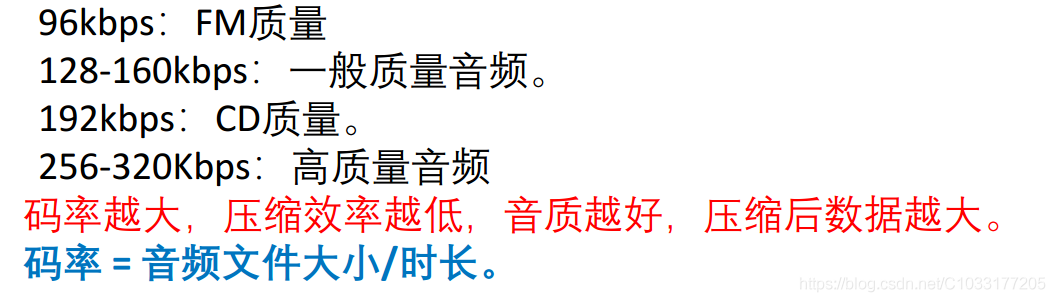 96kbps：FM质量
128-160kbps：一般质量音频。
192kbps：CD质量。
256-320Kbps：高质量音频
码率越大，压缩效率越低，音质越好，压缩后数据越大。
码率 = 音频文件大小/时长。
https://blog.csdn.net/C1033177205